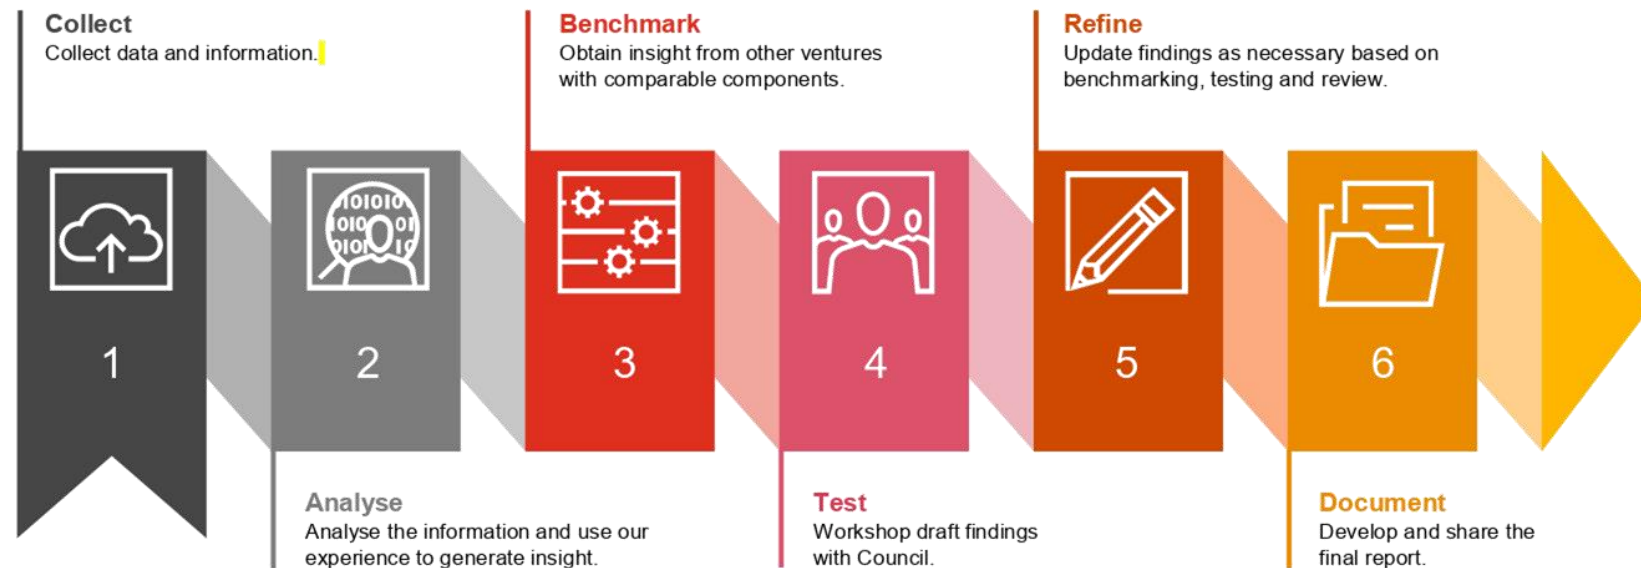 Collect
Collect data and information.
Benchmark
Obtain insight from other ventures
with comparable components.
Refine
Update findings as necessary based on
benchmarking, testing and review.
1
2
3
4
5
6
Analyse
Analyse the information and use our
experience to generate insight.
Test
Workshop draft findings
with Council.
Document
Develop and share the
final report.